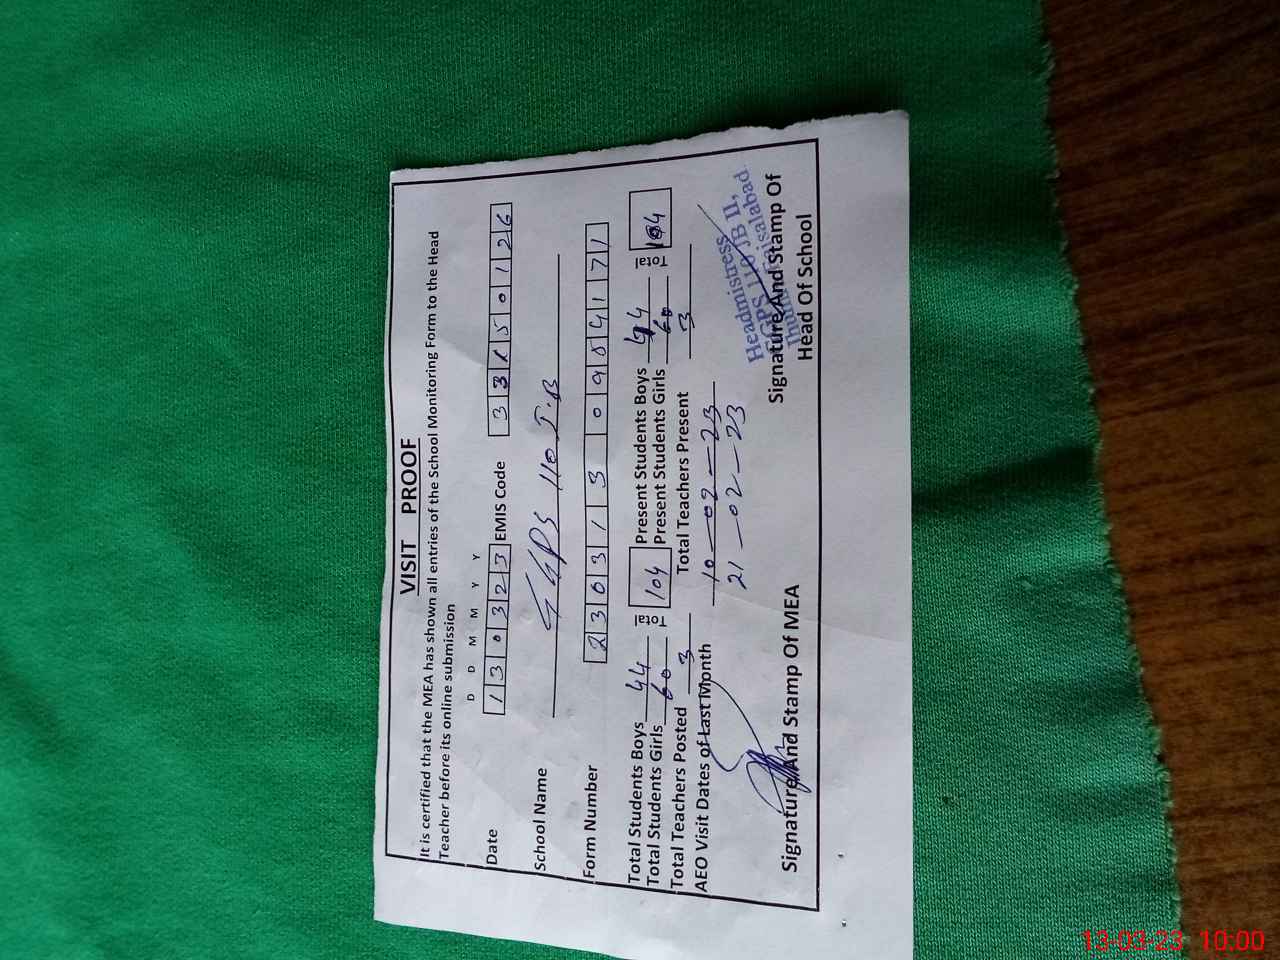 VISIT PROOF
It is certified that the MEA has shown all entries of the School Monitoring Form to the Head
Teacher before its online submission
D D M M Y Y
Date 1 3 0 3 2 3 EMIS Code 3 3 1 5 0 1 2 6
School Name GGPS 110 J.B
Form Number 2 3 0 3 1 3 0 9 5 4 1 7 1
Total Students Boys 44 Total 104 Present Students Boys 44 Total 104
Total Students Girls 60 Present Students Girls 60
Total Teachers Posted 3 Total Teachers Present 3
AEO Visit Dates of Last Month 10-02-23
21-02-23
Headmistress
GGPS 110 JB II,
Faisalabad
Signature And Stamp Of MEA
Signature And Stamp Of
Head Of School
13-03-23 10:00